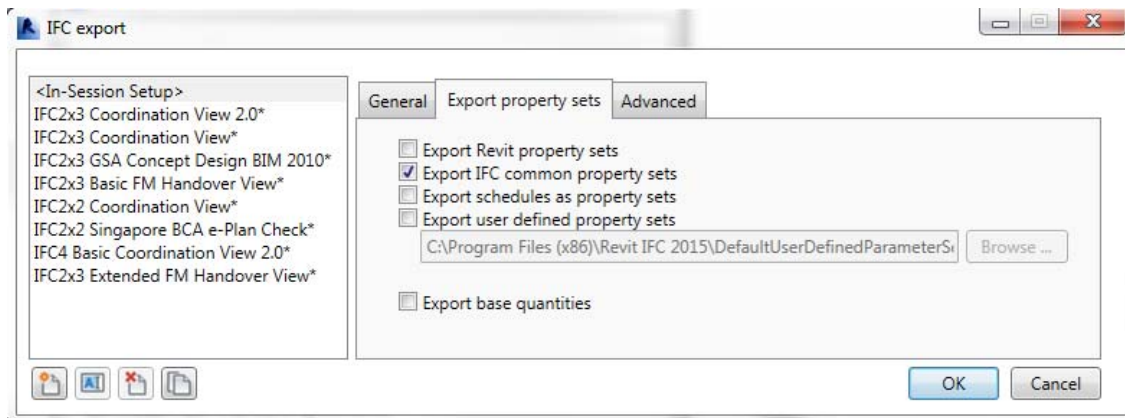 IFC export
<In-Session Setup>
IFC2x3 Coordination View 2.0*
IFC2x3 Coordination View*
IFC2x3 GSA Concept Design BIM 2010*
IFC2x3 Basic FM Handover View*
IFC2x2 Coordination View*
IFC2x2 Singapore BCA e-Plan Check*
IFC4 Basic Coordination View 2.0*
IFC2x3 Extended FM Handover View*
General Export property sets Advanced
Export Revit property sets
Export IFC common property sets
Export schedules as property sets
Export user defined property sets
C:\Program Files (x86)\Revit IFC 2015\DefaultUserDefinedParameterS Browse ...
Export base quantities
AI
OK Cancel